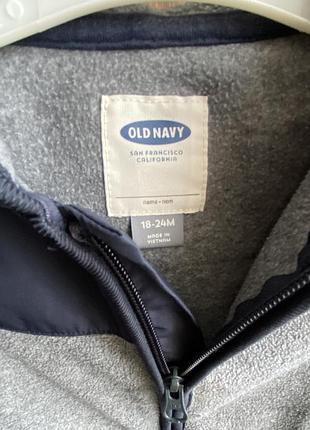 OLD NAVY
SAN FRANCISCO
CALIFORNIA
name • nom
18-24M
MADE IN
VIETNAM